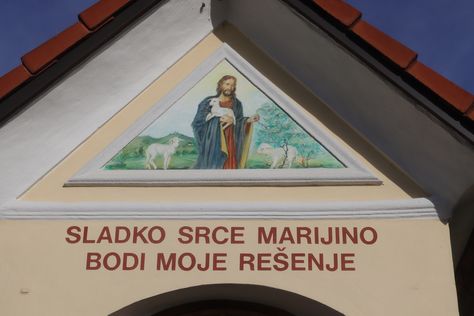 SLADKO SRCE MARIJINO
BODI MOJE REŠENJE